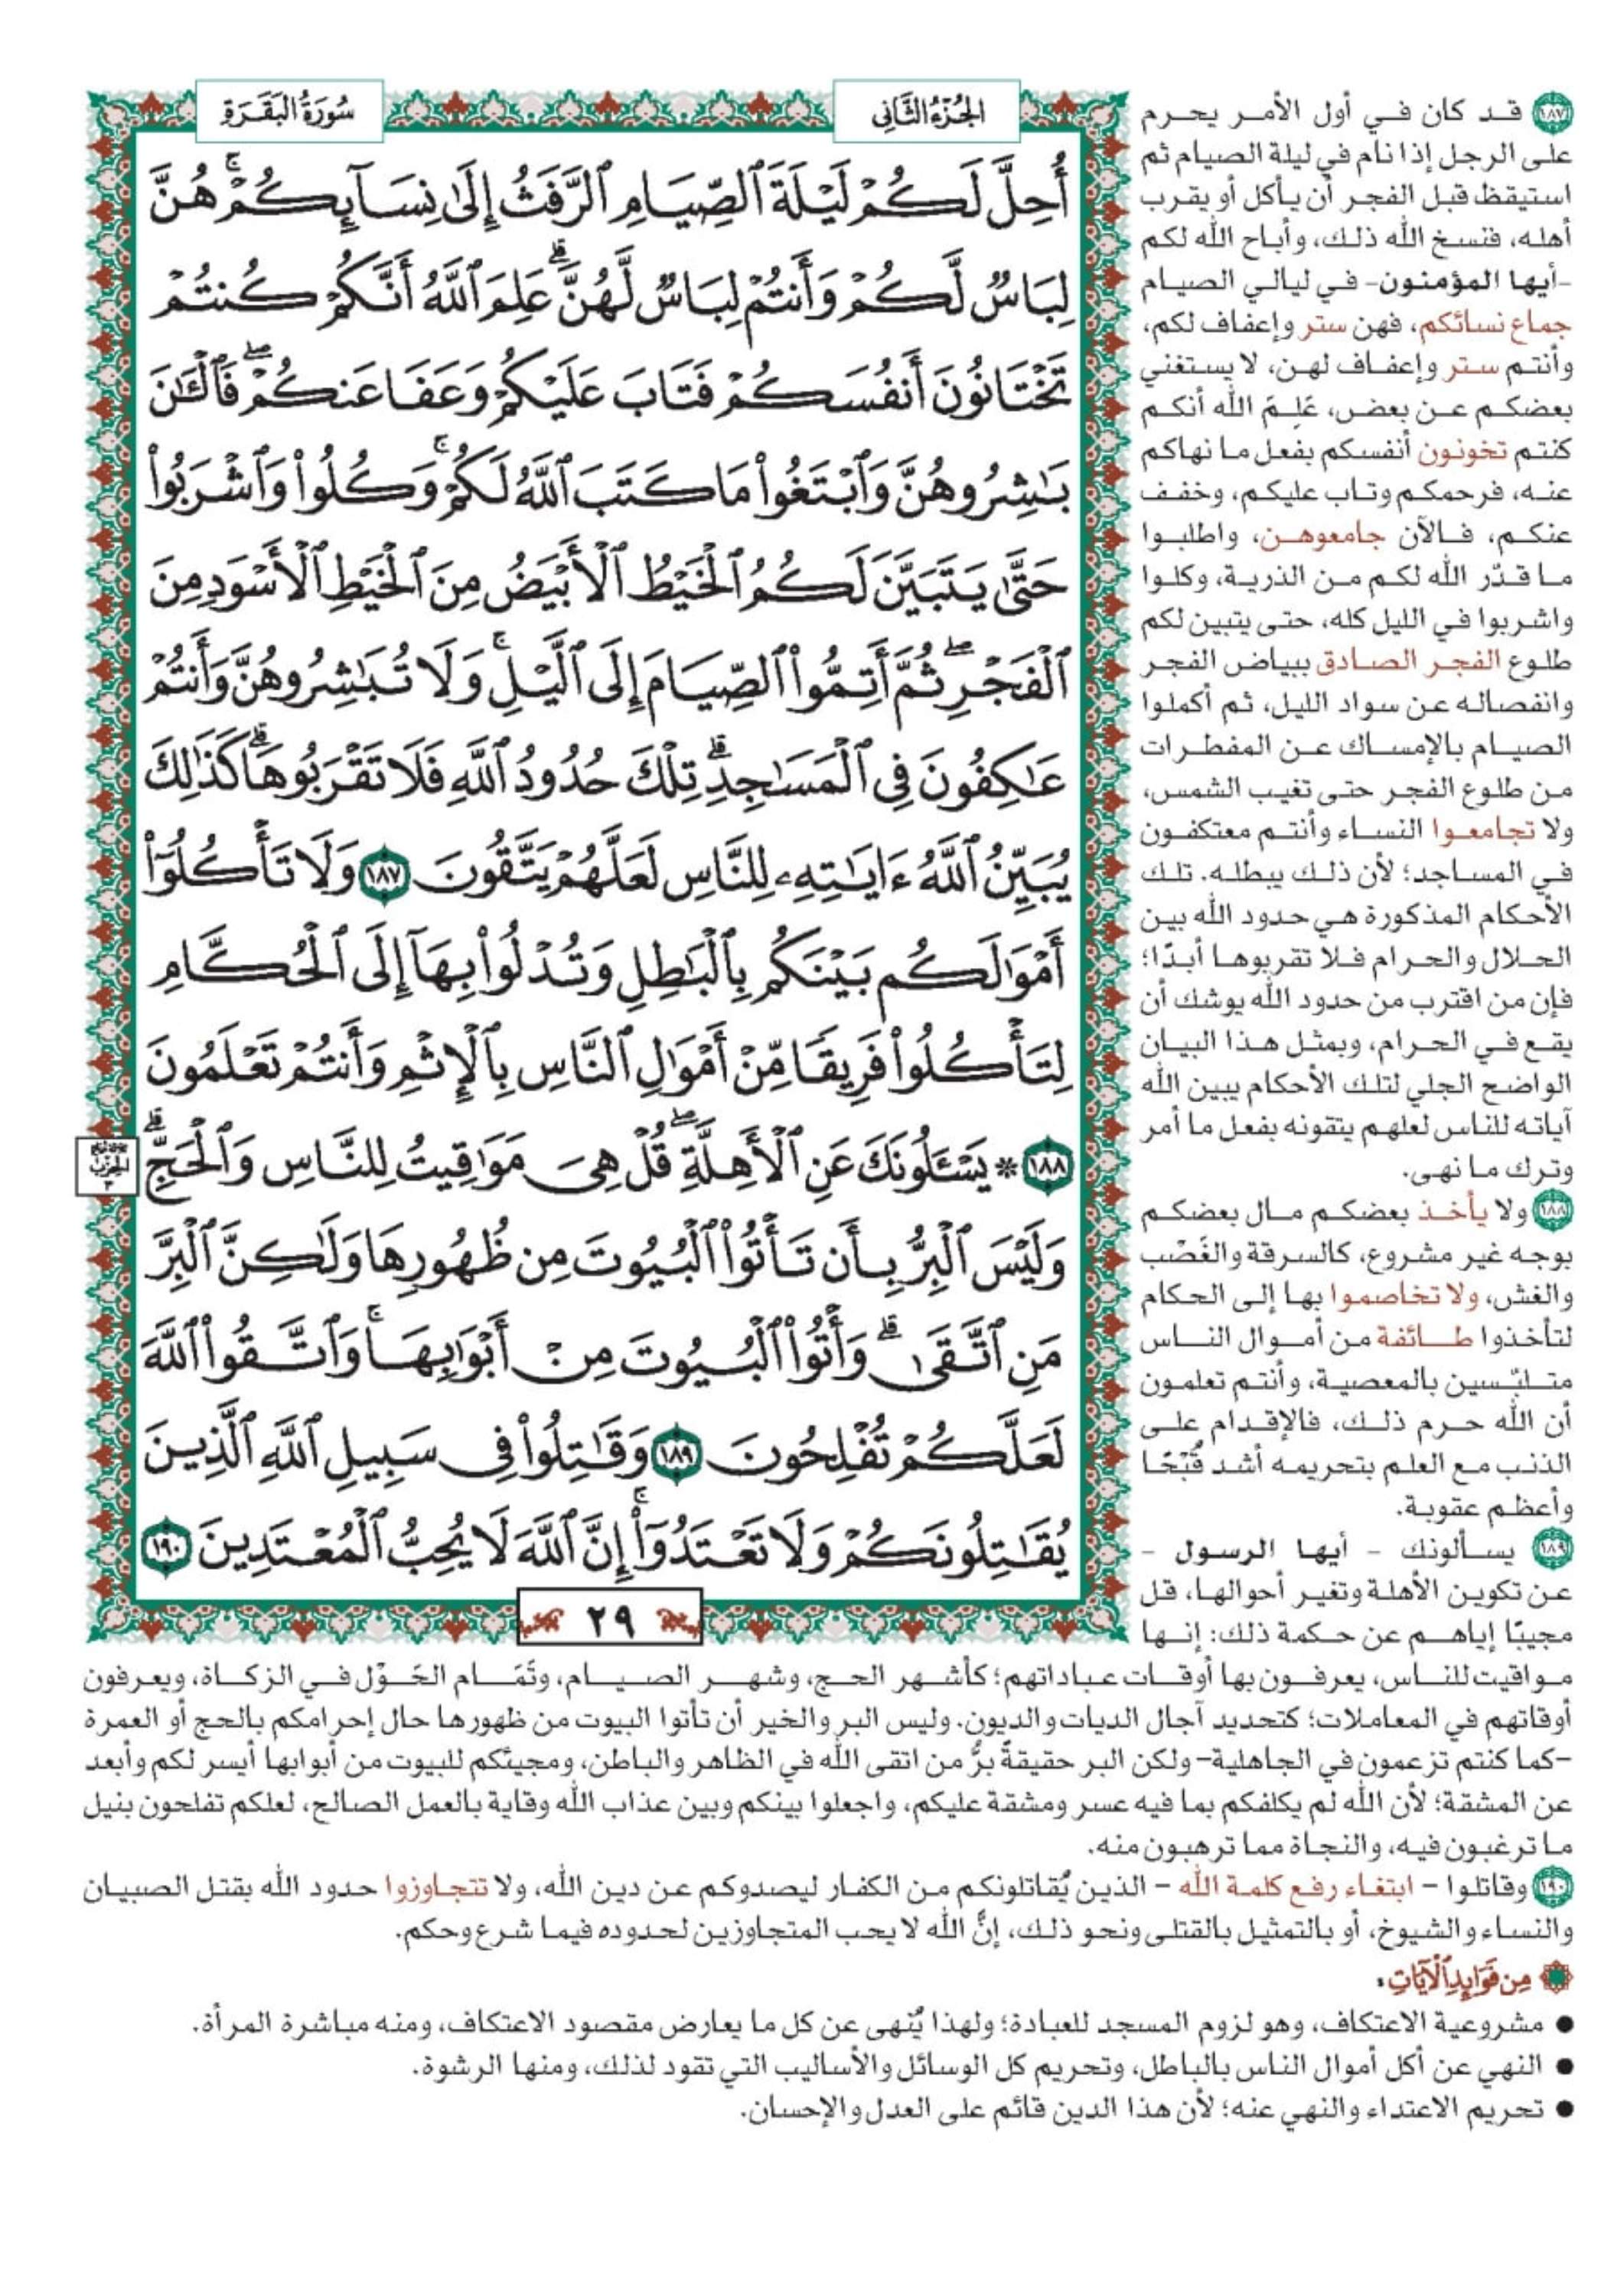 سُورَةُ البَقَرَةِ
الجُزْءُ الثَّانِي
أُحِلَّ لَكُمْ لَيْلَةَ ٱلصِّيَامِ ٱلرَّفَثُ إِلَىٰ نِسَآئِكُمْۚ هُنَّ
لِبَاسٌ لَّكُمْ وَأَنتُمْ لِبَاسٌ لَّهُنَّۗ عَلِمَ ٱللَّهُ أَنَّكُمْ كُنتُمْ
تَخْتَانُونَ أَنفُسَكُمْ فَتَابَ عَلَيْكُمْ وَعَفَا عَنكُمْۖ فَٱلْـَٰٔنَ
بَـٰشِرُوهُنَّ وَٱبْتَغُوا۟ مَا كَتَبَ ٱللَّهُ لَكُمْۚ وَكُلُوا۟ وَٱشْرَبُوا۟
حَتَّىٰ يَتَبَيَّنَ لَكُمُ ٱلْخَيْطُ ٱلْأَبْيَضُ مِنَ ٱلْخَيْطِ ٱلْأَسْوَدِ مِنَ
ٱلْفَجْرِۖ ثُمَّ أَتِمُّوا۟ ٱلصِّيَامَ إِلَى ٱلَّيْلِۚ وَلَا تُبَـٰشِرُوهُنَّ وَأَنتُمْ
عَـٰكِفُونَ فِى ٱلْمَسَـٰجِدِۗ تِلْكَ حُدُودُ ٱللَّهِ فَلَا تَقْرَبُوهَاۗ كَذَٰلِكَ
يُبَيِّنُ ٱللَّهُ ءَايَـٰتِهِۦ لِلنَّاسِ لَعَلَّهُمْ يَتَّقُونَ ١٨٧ وَلَا تَأْكُلُوٓا۟
أَمْوَٰلَكُم بَيْنَكُم بِٱلْبَـٰطِلِ وَتُدْلُوا۟ بِهَآ إِلَى ٱلْحُكَّامِ
لِتَأْكُلُوا۟ فَرِيقًا مِّنْ أَمْوَٰلِ ٱلنَّاسِ بِٱلْإِثْمِ وَأَنتُمْ تَعْلَمُونَ
١٨٨ ۞ يَسْـَٔلُونَكَ عَنِ ٱلْأَهِلَّةِۖ قُلْ هِىَ مَوَٰقِيتُ لِلنَّاسِ وَٱلْحَجِّۗ
وَلَيْسَ ٱلْبِرُّ بِأَن تَأْتُوا۟ ٱلْبُيُوتَ مِن ظُهُورِهَا وَلَـٰكِنَّ ٱلْبِرَّ
مَنِ ٱتَّقَىٰۗ وَأْتُوا۟ ٱلْبُيُوتَ مِنْ أَبْوَٰبِهَاۚ وَٱتَّقُوا۟ ٱللَّهَ
لَعَلَّكُمْ تُفْلِحُونَ ١٨٩ وَقَـٰتِلُوا۟ فِى سَبِيلِ ٱللَّهِ ٱلَّذِينَ
يُقَـٰتِلُونَكُمْ وَلَا تَعْتَدُوٓا۟ۚ إِنَّ ٱللَّهَ لَا يُحِبُّ ٱلْمُعْتَدِينَ ١٩٠
٢٩
الحِزْب
٣
١٨٧ قد كان في أول الأمر يحرم
على الرجل إذا نام في ليلة الصيام ثم
استيقظ قبل الفجر أن يأكل أو يقرب
أهله، فنسخ الله ذلك، وأباح الله لكم
-أيها المؤمنون- في ليالي الصيام
جماع نسائكم، فهن ستر وإعفاف لكم،
وأنتم ستر وإعفاف لهن، لا يستغني
بعضكم عن بعض، عَلِمَ الله أنكم
كنتم تخونون أنفسكم بفعل ما نهاكم
عنه، فرحمكم وتاب عليكم، وخفف
عنكم، فالآن جامعوهن، واطلبوا
ما قدّر الله لكم من الذرية، وكلوا
واشربوا في الليل كله، حتى يتبين لكم
طلوع الفجر الصادق ببياض الفجر
وانفصاله عن سواد الليل، ثم أكملوا
الصيام بالإمساك عن المفطرات
من طلوع الفجر حتى تغيب الشمس،
ولا تجامعوا النساء وأنتم معتكفون
في المساجد؛ لأن ذلك يبطله. تلك
الأحكام المذكورة هي حدود الله بين
الحلال والحرام فلا تقربوها أبدًا؛
فإن من اقترب من حدود الله يوشك أن
يقع في الحرام، وبمثل هذا البيان
الواضح الجلي لتلك الأحكام يبين الله
آياته للناس لعلهم يتقونه بفعل ما أمر
وترك ما نهى.
١٨٨ ولا يأخذ بعضكم مال بعضكم
بوجه غير مشروع، كالسرقة والغَصْب
والغش، ولا تخاصموا بها إلى الحكام
لتأخذوا طائفة من أموال الناس
متلبّسين بالمعصية، وأنتم تعلمون
أن الله حرم ذلك، فالإقدام على
الذنب مع العلم بتحريمه أشد قُبْحًا
وأعظم عقوبة.
١٨٩ يسألونك - أيها الرسول -
عن تكوين الأهلة وتغير أحوالها، قل
مجيبًا إياهم عن حكمة ذلك: إنها
مواقيت للناس، يعرفون بها أوقات عباداتهم؛ كأشهر الحج، وشهر الصيام، وتَمَام الحَوْل في الزكاة، ويعرفون
أوقاتهم في المعاملات؛ كتحديد آجال الديات والديون. وليس البر والخير أن تأتوا البيوت من ظهورها حال إحرامكم بالحج أو العمرة
-كما كنتم تزعمون في الجاهلية- ولكن البر حقيقةً بِرُّ من اتقى الله في الظاهر والباطن، ومجيئكم للبيوت من أبوابها أيسر لكم وأبعد
عن المشقة؛ لأن الله لم يكلفكم بما فيه عسر ومشقة عليكم، واجعلوا بينكم وبين عذاب الله وقاية بالعمل الصالح، لعلكم تفلحون بنيل
ما ترغبون فيه، والنجاة مما ترهبون منه.
١٩٠ وقاتلوا - ابتغاء رفع كلمة الله - الذين يُقاتلونكم من الكفار ليصدوكم عن دين الله، ولا تتجاوزوا حدود الله بقتل الصبيان
والنساء والشيوخ، أو بالتمثيل بالقتلى ونحو ذلك، إنَّ الله لا يحب المتجاوزين لحدوده فيما شرع وحكم.
مِن فَوَائِدِ الْآيَاتِ:
● مشروعية الاعتكاف، وهو لزوم المسجد للعبادة؛ ولهذا يُنْهى عن كل ما يعارض مقصود الاعتكاف، ومنه مباشرة المرأة.
● النهي عن أكل أموال الناس بالباطل، وتحريم كل الوسائل والأساليب التي تقود لذلك، ومنها الرشوة.
● تحريم الاعتداء والنهي عنه؛ لأن هذا الدين قائم على العدل والإحسان.